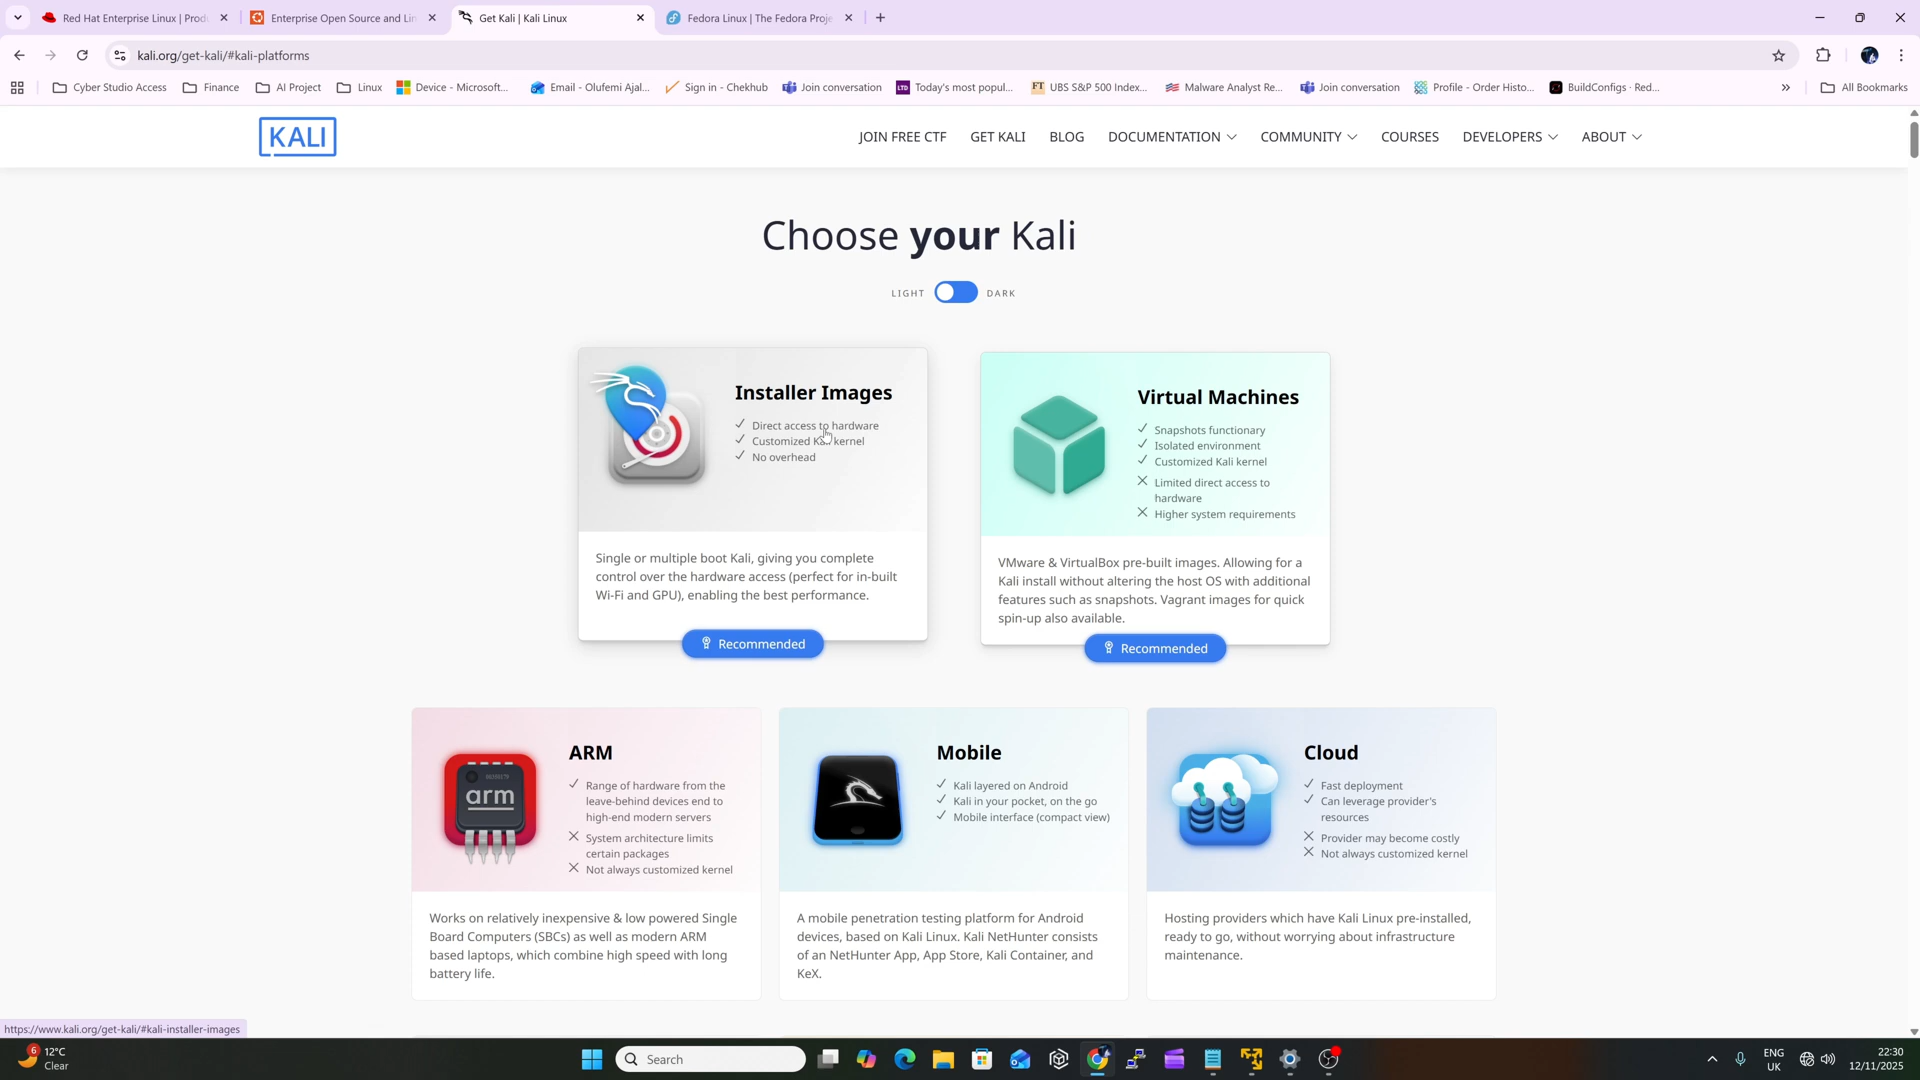 Red Hat Enterprise Linux | Produ
Enterprise Open Source and Lin
Get Kali | Kali Linux
Fedora Linux | The Fedora Proje
kali.org/get-kali/#kali-platforms
Cyber Studio Access
Finance
AI Project
Linux
Device - Microsoft...
Email - Olufemi Ajal...
Sign in - Chekhub
Join conversation
LTD
Today's most popul...
FT
UBS S&P 500 Index...
Malware Analyst Re...
Join conversation
Profile - Order Histo...
BuildConfigs · Red...
»
All Bookmarks
KALI
JOIN FREE CTF
GET KALI
BLOG
DOCUMENTATION
COMMUNITY
COURSES
DEVELOPERS
ABOUT
Choose your Kali
LIGHT
DARK
Installer Images
Direct access to hardware
Customized Kali kernel
No overhead
Single or multiple boot Kali, giving you complete
control over the hardware access (perfect for in-built
Wi-Fi and GPU), enabling the best performance.
Recommended
Virtual Machines
Snapshots functionary
Isolated environment
Customized Kali kernel
Limited direct access to
hardware
Higher system requirements
VMware & VirtualBox pre-built images. Allowing for a
Kali install without altering the host OS with additional
features such as snapshots. Vagrant images for quick
spin-up also available.
Recommended
arm
ARM
Range of hardware from the
leave-behind devices end to
high-end modern servers
System architecture limits
certain packages
Not always customized kernel
Works on relatively inexpensive & low powered Single
Board Computers (SBCs) as well as modern ARM
based laptops, which combine high speed with long
battery life.
Mobile
Kali layered on Android
Kali in your pocket, on the go
Mobile interface (compact view)
A mobile penetration testing platform for Android
devices, based on Kali Linux. Kali NetHunter consists
of an NetHunter App, App Store, Kali Container, and
KeX.
Cloud
Fast deployment
Can leverage provider's
resources
Provider may become costly
Not always customized kernel
Hosting providers which have Kali Linux pre-installed,
ready to go, without worrying about infrastructure
maintenance.
https://www.kali.org/get-kali/#kali-installer-images
6
12°C
Clear
Search
ENG
UK
22:30
12/11/2025